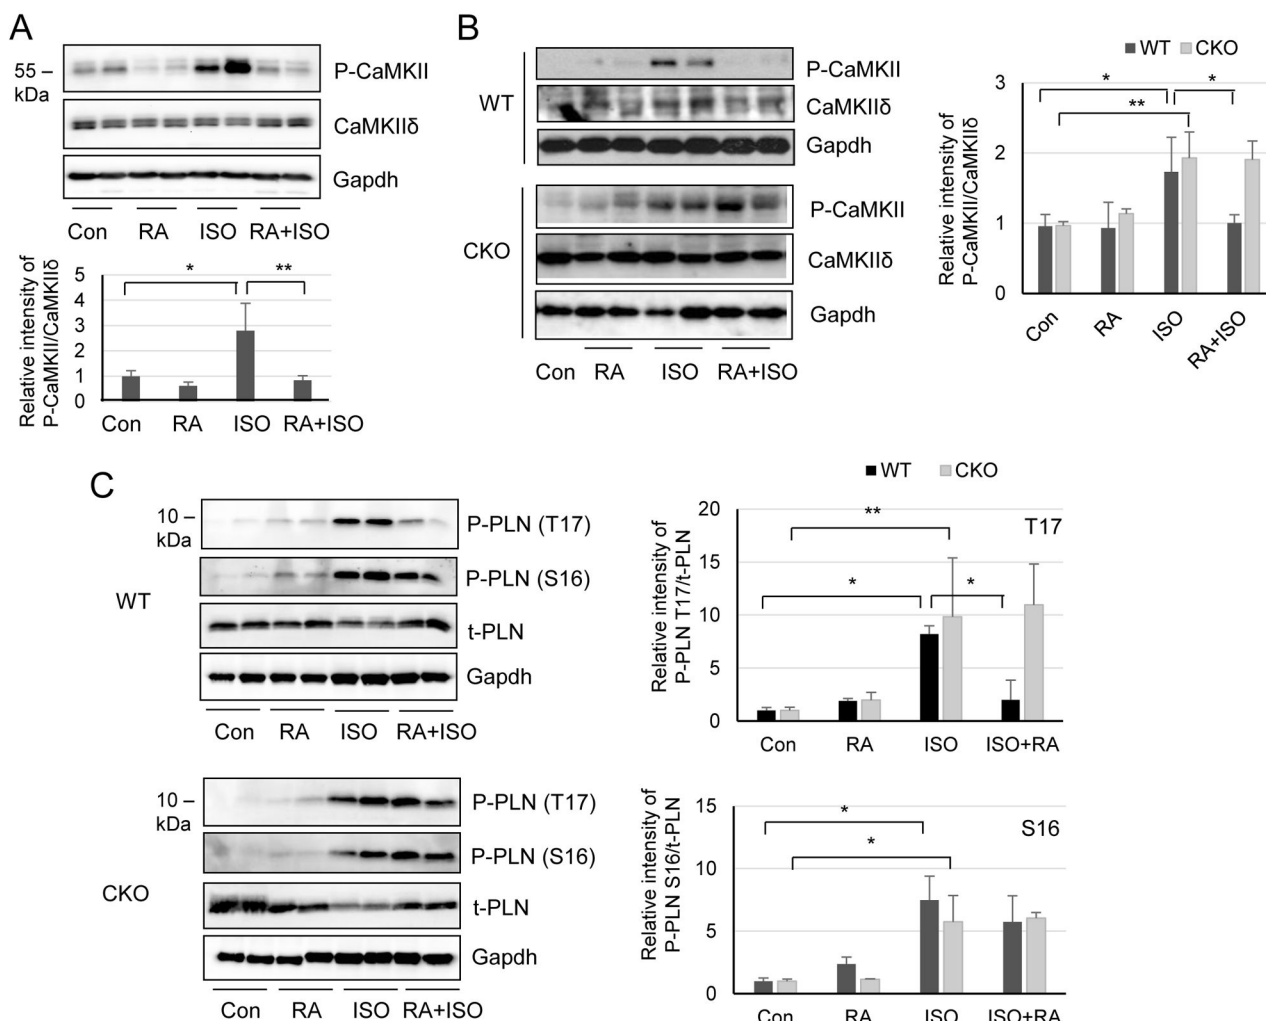 A
55 –
kDa
P-CaMKII
CaMKIIδ
Gapdh
Con RA ISO RA+ISO
Relative intensity of
P-CaMKII/CaMKIIδ
5
4
3
2
1
0
*
**
Con RA ISO RA+ISO
B
WT
P-CaMKII
CaMKIIδ
Gapdh
CKO
P-CaMKII
CaMKIIδ
Gapdh
Con RA ISO RA+ISO
WT CKO
Relative intensity of
P-CaMKII/CaMKIIδ
3
2
1
0
* *
**
Con RA ISO RA+ISO
C
WT
10 –
kDa
P-PLN (T17)
P-PLN (S16)
t-PLN
Gapdh
Con RA ISO RA+ISO
CKO
10 –
kDa
P-PLN (T17)
P-PLN (S16)
t-PLN
Gapdh
Con RA ISO RA+ISO
WT CKO
Relative intensity of
P-PLN T17/t-PLN
20
15
10
5
0
T17
**
* *
Con RA ISO ISO+RA
Relative intensity of
P-PLN S16/t-PLN
15
10
5
0
S16
*
*
Con RA ISO ISO+RA